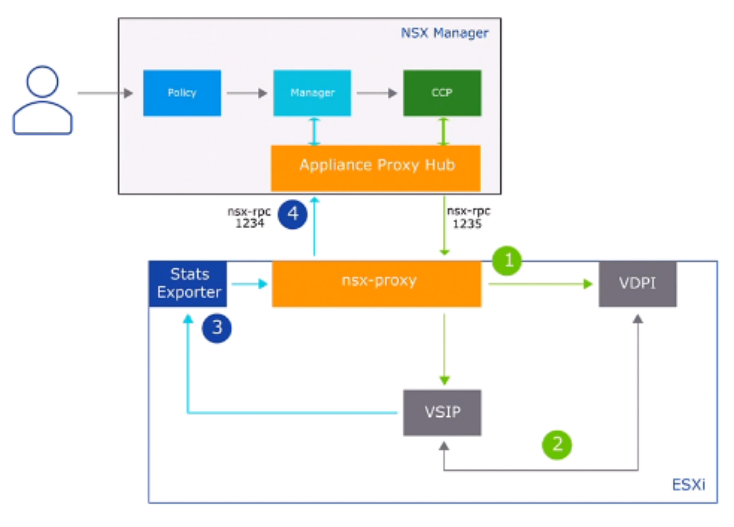 NSX Manager
Policy
Manager
CCP
Appliance Proxy Hub
nsx-rpc
1234
4
nsx-rpc
1235
Stats
Exporter
nsx-proxy
1
VDPI
3
VSIP
2
ESXi